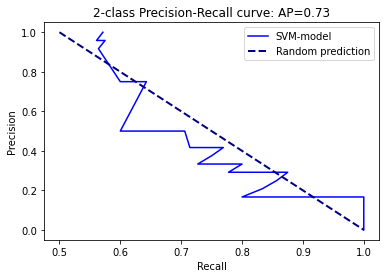 2-class Precision-Recall curve: AP=0.73
SVM-model
Random prediction
Precision
1.0
0.8
0.6
0.4
0.2
0.0
0.5
0.6
0.7
0.8
0.9
1.0
Recall